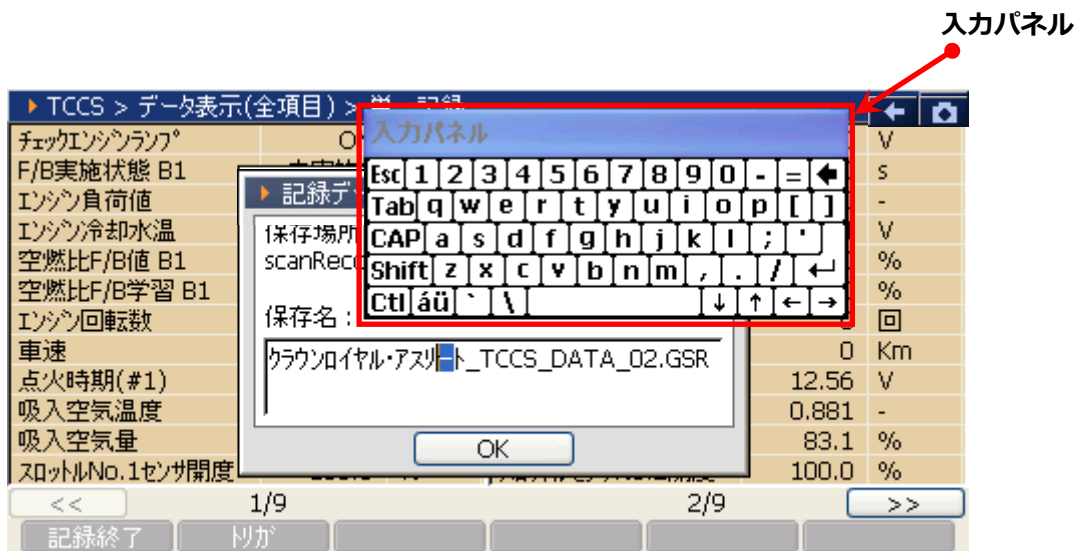 入力パネル
TCCS > データ表示(全項目) >
ﾁｪｯｸｴﾝｼﾞﾝﾗﾝﾌﾟ
V
F/B実施状態 B1
s
ｴﾝｼﾞﾝ負荷値
-
ｴﾝｼﾞﾝ冷却水温
V
空燃比F/B値 B1
%
空燃比F/B学習 B1
%
ｴﾝｼﾞﾝ回転数
0 回
車速
0 Km
点火時期(#1)
12.56 V
吸入空気温度
0.881 -
吸入空気量
83.1 %
ｽﾛｯﾄﾙNo.1ｾﾝｻ開度
100.0 %
入力パネル
Esc 1 2 3 4 5 6 7 8 9 0 - =
Tab q w e r t y u i o p [ ]
CAP a s d f g h j k l ; '
Shift z x c v b n m , . / ↵
Ctl áü ` \ ↓ ↑ ← →
記録デ
保存場所
scanReco
保存名 :
ｸﾗｳﾝﾛｲﾔﾙ･ｱｽﾘｰﾄ_TCCS_DATA_02.GSR
OK
<< 1/9 2/9 >>
記録終了 ﾄﾘｶﾞ